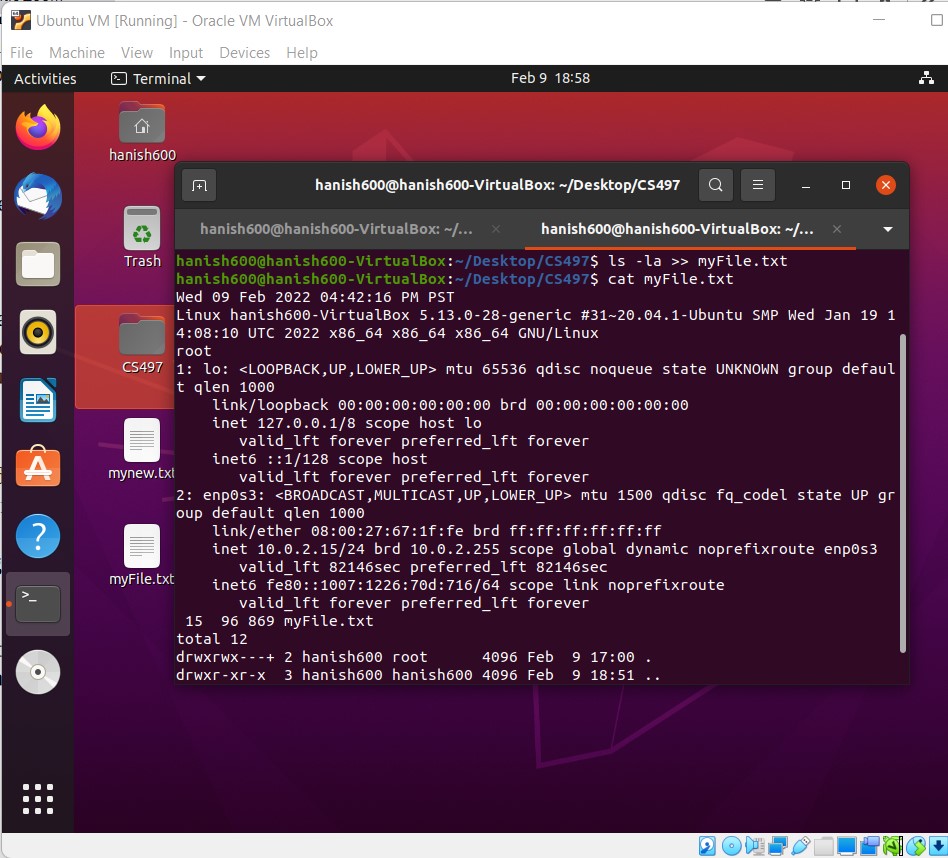 Ubuntu VM [Running] - Oracle VM VirtualBox
File Machine View Input Devices Help
Activities Terminal Feb 9 18:58
hanish600
Trash
CS497
mynew.txt
myFile.txt
hanish600@hanish600-VirtualBox: ~/Desktop/CS497
hanish600@hanish600-VirtualBox: ~/... × hanish600@hanish600-VirtualBox: ~/... ×
hanish600@hanish600-VirtualBox:~/Desktop/CS497$ ls -la >> myFile.txt
hanish600@hanish600-VirtualBox:~/Desktop/CS497$ cat myFile.txt
Wed 09 Feb 2022 04:42:16 PM PST
Linux hanish600-VirtualBox 5.13.0-28-generic #31~20.04.1-Ubuntu SMP Wed Jan 19 1
4:08:10 UTC 2022 x86_64 x86_64 x86_64 GNU/Linux
root
1: lo: <LOOPBACK,UP,LOWER_UP> mtu 65536 qdisc noqueue state UNKNOWN group defaul
t qlen 1000
    link/loopback 00:00:00:00:00:00 brd 00:00:00:00:00:00
    inet 127.0.0.1/8 scope host lo
       valid_lft forever preferred_lft forever
    inet6 ::1/128 scope host
       valid_lft forever preferred_lft forever
2: enp0s3: <BROADCAST,MULTICAST,UP,LOWER_UP> mtu 1500 qdisc fq_codel state UP gr
oup default qlen 1000
    link/ether 08:00:27:67:1f:fe brd ff:ff:ff:ff:ff:ff
    inet 10.0.2.15/24 brd 10.0.2.255 scope global dynamic noprefixroute enp0s3
       valid_lft 82146sec preferred_lft 82146sec
    inet6 fe80::1007:1226:70d:716/64 scope link noprefixroute
       valid_lft forever preferred_lft forever
 15  96 869 myFile.txt
total 12
drwxrwx---+ 2 hanish600 root      4096 Feb  9 17:00 .
drwxr-xr-x  3 hanish600 hanish600 4096 Feb  9 18:51 ..